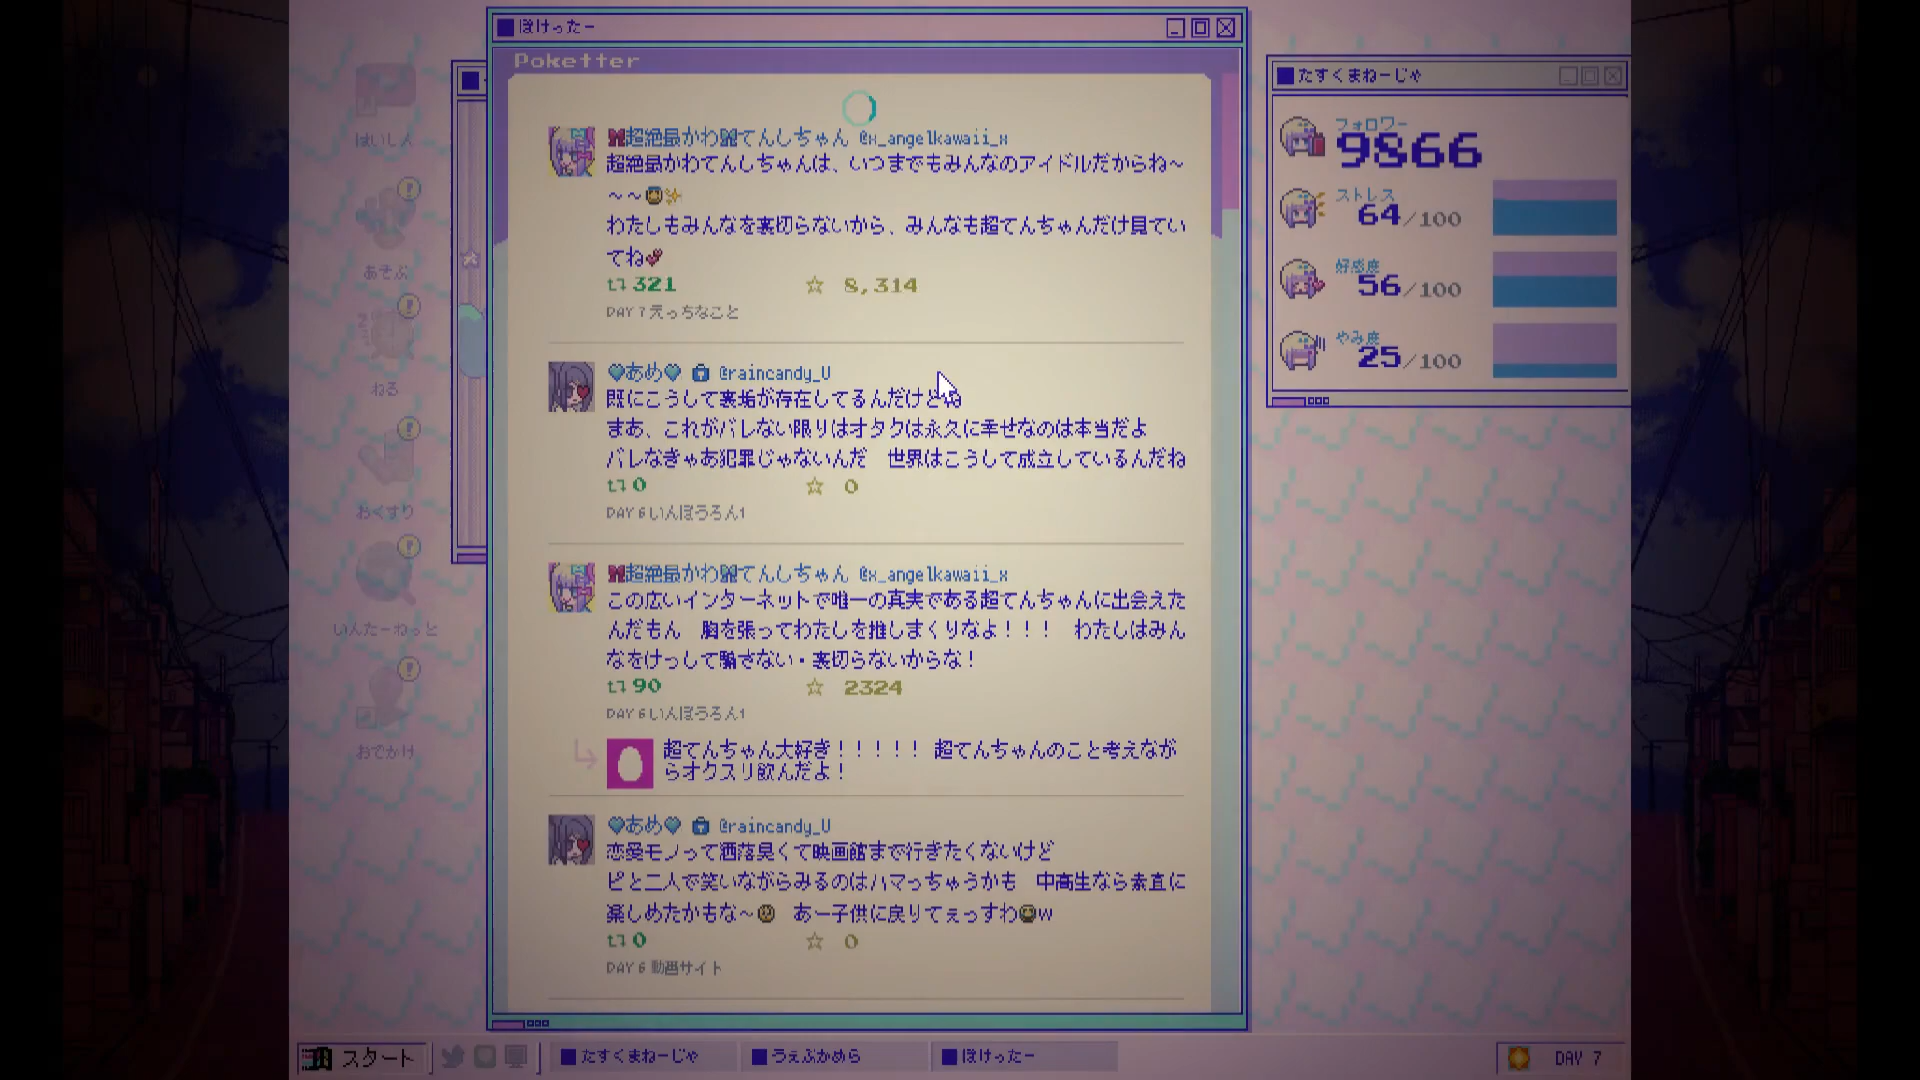 ぽけったー
Poketter
🎀超絶最かわ🎀てんしちゃん @x_angelkawaii_x
超絶最かわてんしちゃんは、いつまでもみんなのアイドルだからね～
～～
わたしもみんなを裏切らないから、みんなも超てんちゃんだけ見てい
てね💕
321
☆ 8,314
DAY 7 えっちなこと
♡あめ♡ @raincandy_U
既にこうして裏垢が存在してるんだけどね
まあ、これがバレない限りはオタクは永久に幸せなのは本当だよ
バレなきゃあ犯罪じゃないんだ　世界はこうして成立しているんだね
0
☆ 0
DAY 6 いんぼうろん1
🎀超絶最かわ🎀てんしちゃん @x_angelkawaii_x
この広いインターネットで唯一の真実である超てんちゃんに出会えた
んだもん　胸を張ってわたしを推しまくりなよ！！！　わたしはみん
なをけっして騙さない・裏切らないからな！
90
☆ 2324
DAY 6 いんぼうろん1
超てんちゃん大好き！！！！！ 超てんちゃんのこと考えなが
らオクスリ飲んだよ！
♡あめ♡ @raincandy_U
恋愛モノって洒落臭くて映画館まで行きたくないけど
ピと二人で笑いながらみるのはハマっちゃうかも　中高生なら素直に
楽しめたかもな～　あー子供に戻りてぇっすわw
0
☆ 0
DAY 6 動画サイト
はいしん
あそぶ
ねる
おくすり
いんたーねっと
おでかけ
たすくまねーじゃ
フォロワー
9866
ストレス
64/100
好感度
56/100
やみ度
25/100
スタート
たすくまねーじゃ
うぇぶかめら
ぽけったー
DAY 7